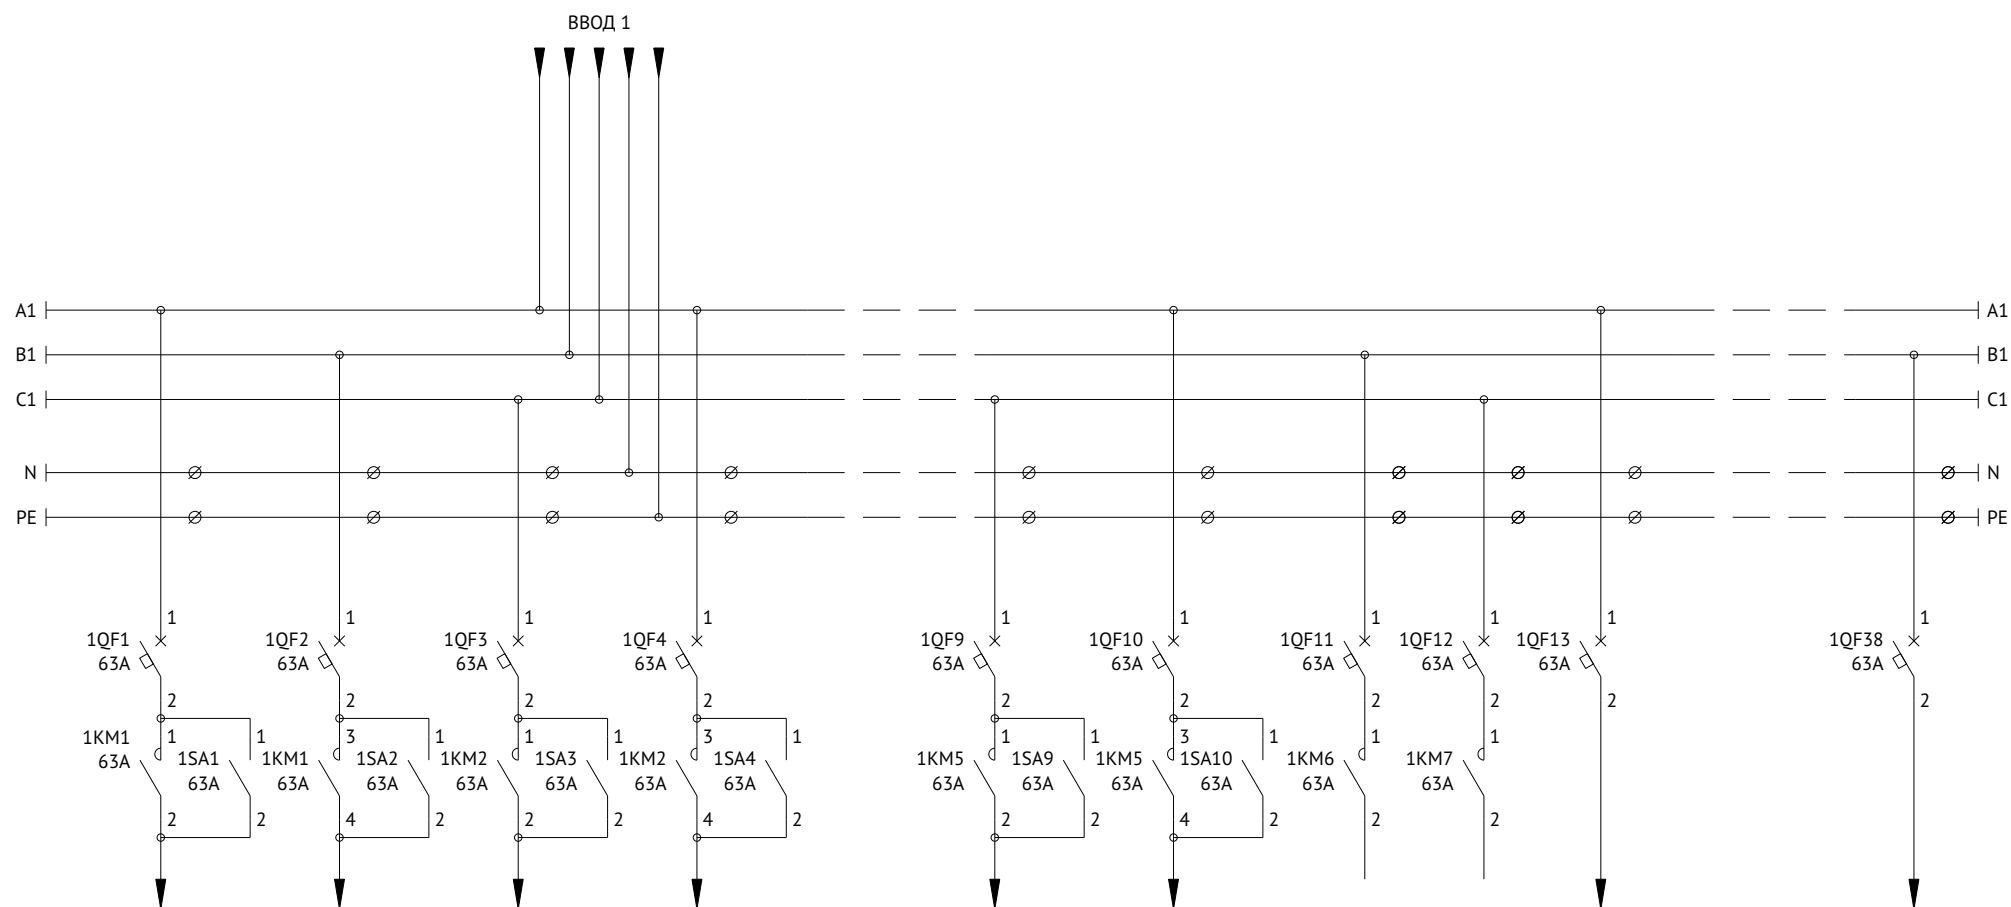 ВВОД 1
A1 A1
B1 B1
C1 C1
N N
PE PE
1 1 1 1 1 1 1 1 1 1
1QF1 1QF2 1QF3 1QF4 1QF9 1QF10 1QF11 1QF12 1QF13 1QF38
63A 63A 63A 63A 63A 63A 63A 63A 63A 63A
2 2 2 2 2 2 2 2 2 2
1KM1 1 1 3 1 1 1 3 1 1 1 3 1 1 1
63A 1SA1 1KM1 1SA2 1KM2 1SA3 1KM2 1SA4 1KM5 1SA9 1KM5 1SA10 1KM6 1KM7
63A 63A 63A 63A 63A 63A 63A 63A 63A 63A 63A 63A 63A
2 2 4 2 2 2 4 2 2 2 4 2 2 2